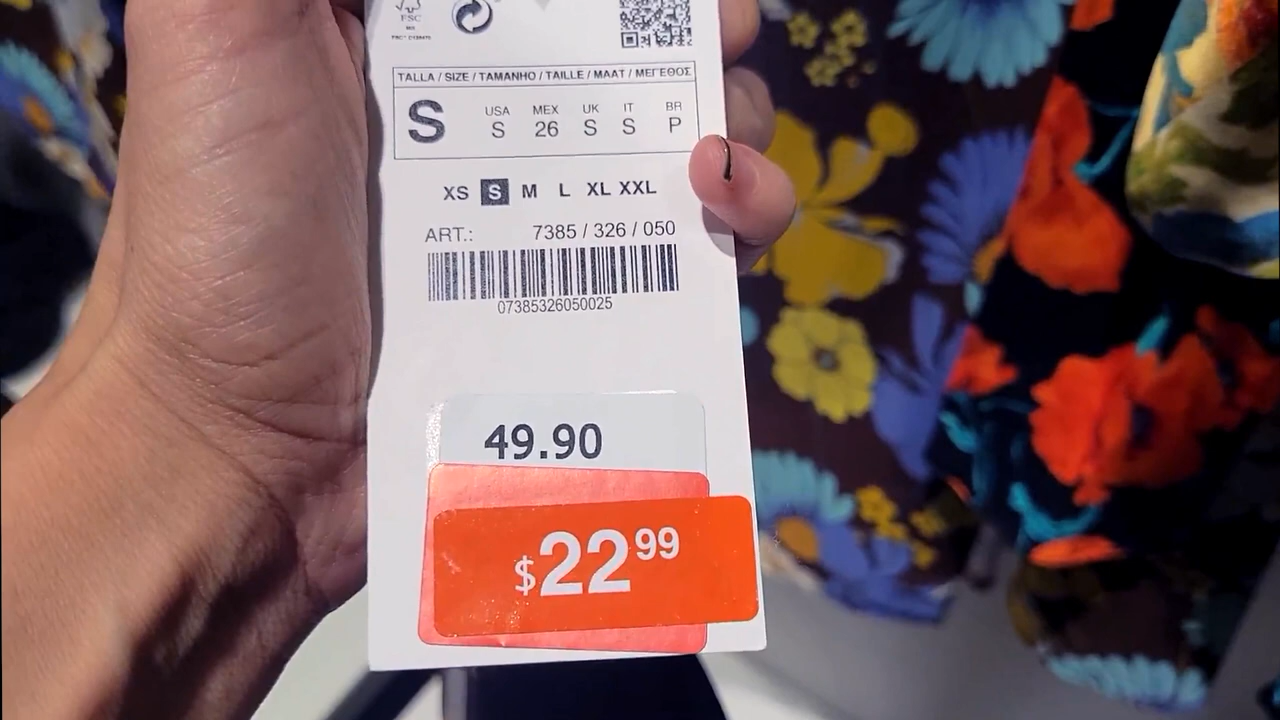 FSC
TALLA / SIZE / TAMANHO / TAILLE / MAAT / ΜΕΓΕΘΟΣ
S
USA MEX UK IT BR
S 26 S S P
XS S M L XL XXL
ART.: 7385 / 326 / 050
07385326050025
49.90
$22.99